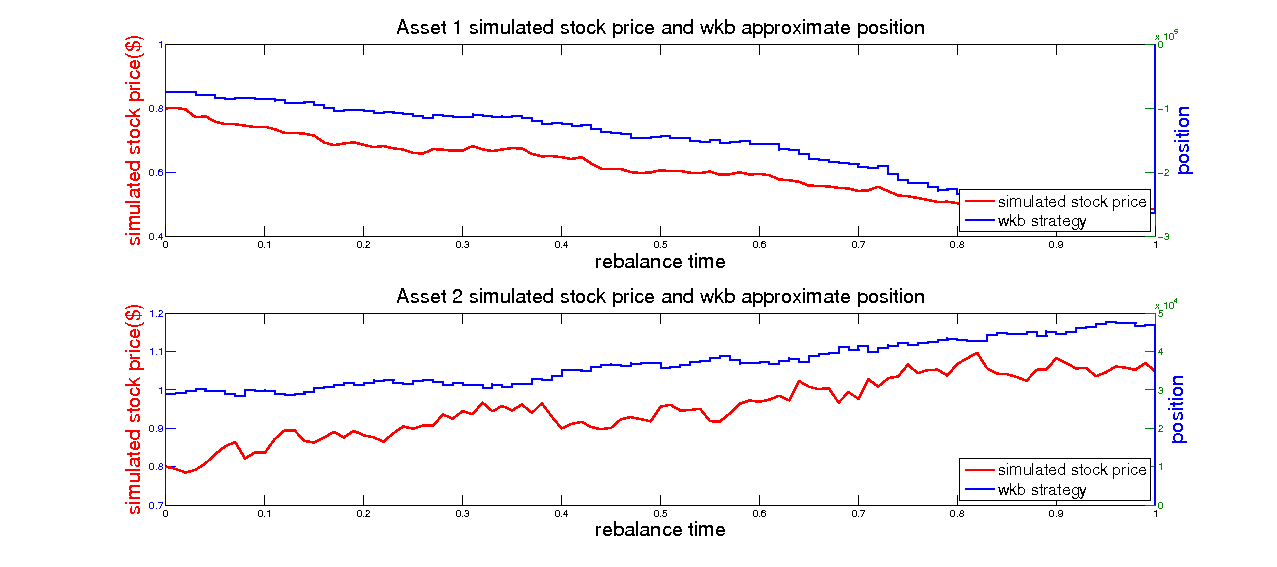 Asset 1 simulated stock price and wkb approximate position
x 10^5
simulated stock price($)
1
0.8
0.6
0.4
0
-1
-2
-3
position
simulated stock price
wkb strategy
0 0.1 0.2 0.3 0.4 0.5 0.6 0.7 0.8 0.9 1
rebalance time
Asset 2 simulated stock price and wkb approximate position
x 10^4
simulated stock price($)
1.2
1.1
1
0.9
0.8
0.7
5
4
3
2
1
0
position
simulated stock price
wkb strategy
0 0.1 0.2 0.3 0.4 0.5 0.6 0.7 0.8 0.9 1
rebalance time